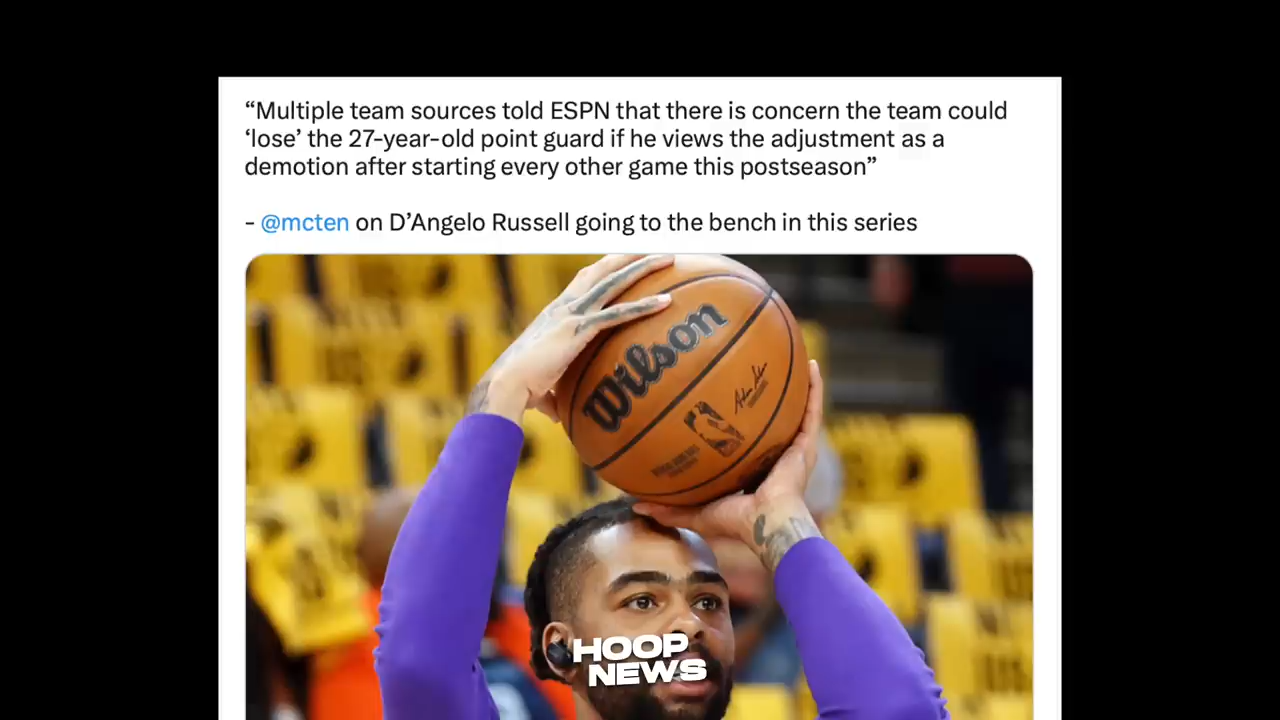 “Multiple team sources told ESPN that there is concern the team could
‘lose’ the 27-year-old point guard if he views the adjustment as a
demotion after starting every other game this postseason”
- @mcten on D’Angelo Russell going to the bench in this series
Wilson
HOOP
NEWS